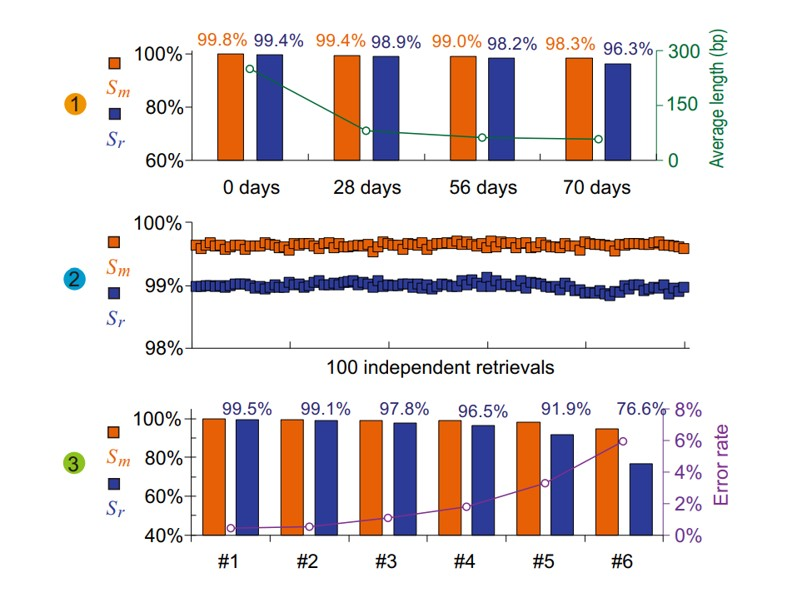 99.8% 99.4% 99.4% 98.9% 99.0% 98.2% 98.3% 96.3%
100%
80%
60%
1
Sm
Sr
300
150
0
Average length (bp)
0 days 28 days 56 days 70 days
100%
99%
98%
2
Sm
Sr
100 independent retrievals
99.5% 99.1% 97.8% 96.5% 91.9% 76.6%
100%
80%
60%
40%
3
Sm
Sr
8%
6%
4%
2%
0%
Error rate
#1 #2 #3 #4 #5 #6